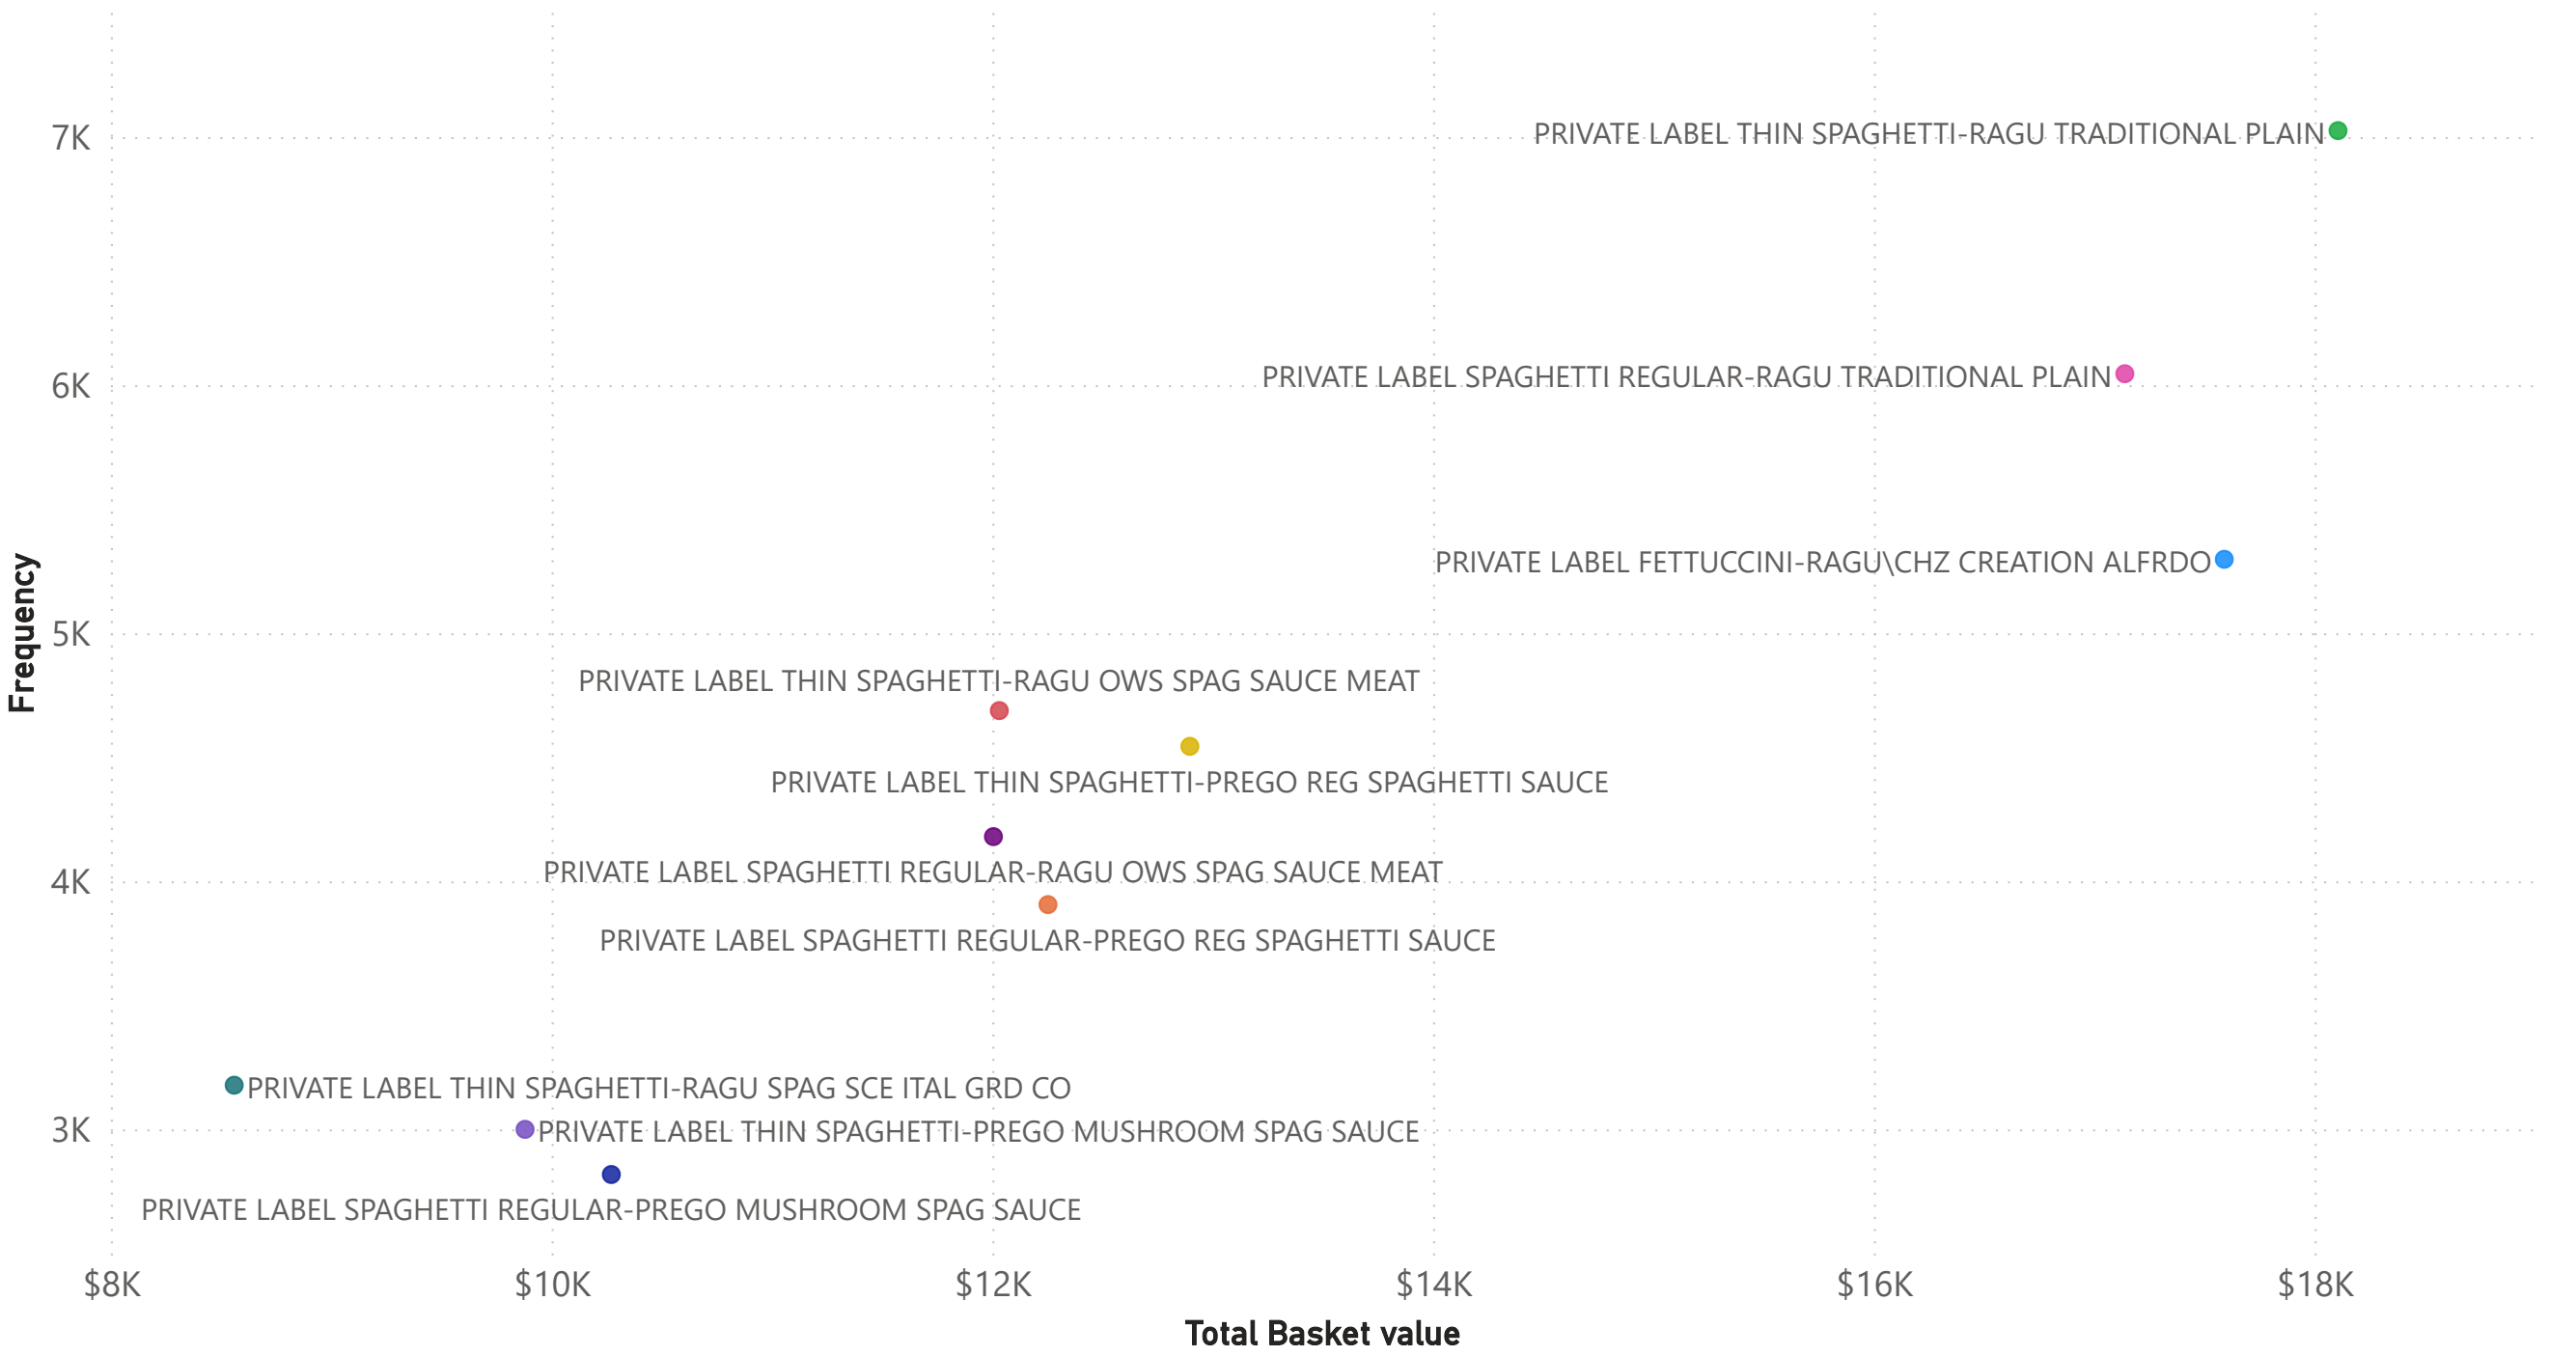 7K
PRIVATE LABEL THIN SPAGHETTI-RAGU TRADITIONAL PLAIN
6K
PRIVATE LABEL SPAGHETTI REGULAR-RAGU TRADITIONAL PLAIN
PRIVATE LABEL FETTUCCINI-RAGU\CHZ CREATION ALFRDO
5K
Frequency
PRIVATE LABEL THIN SPAGHETTI-RAGU OWS SPAG SAUCE MEAT
PRIVATE LABEL THIN SPAGHETTI-PREGO REG SPAGHETTI SAUCE
4K
PRIVATE LABEL SPAGHETTI REGULAR-RAGU OWS SPAG SAUCE MEAT
PRIVATE LABEL SPAGHETTI REGULAR-PREGO REG SPAGHETTI SAUCE
PRIVATE LABEL THIN SPAGHETTI-RAGU SPAG SCE ITAL GRD CO
3K
PRIVATE LABEL THIN SPAGHETTI-PREGO MUSHROOM SPAG SAUCE
PRIVATE LABEL SPAGHETTI REGULAR-PREGO MUSHROOM SPAG SAUCE
$8K $10K $12K $14K $16K $18K
Total Basket value